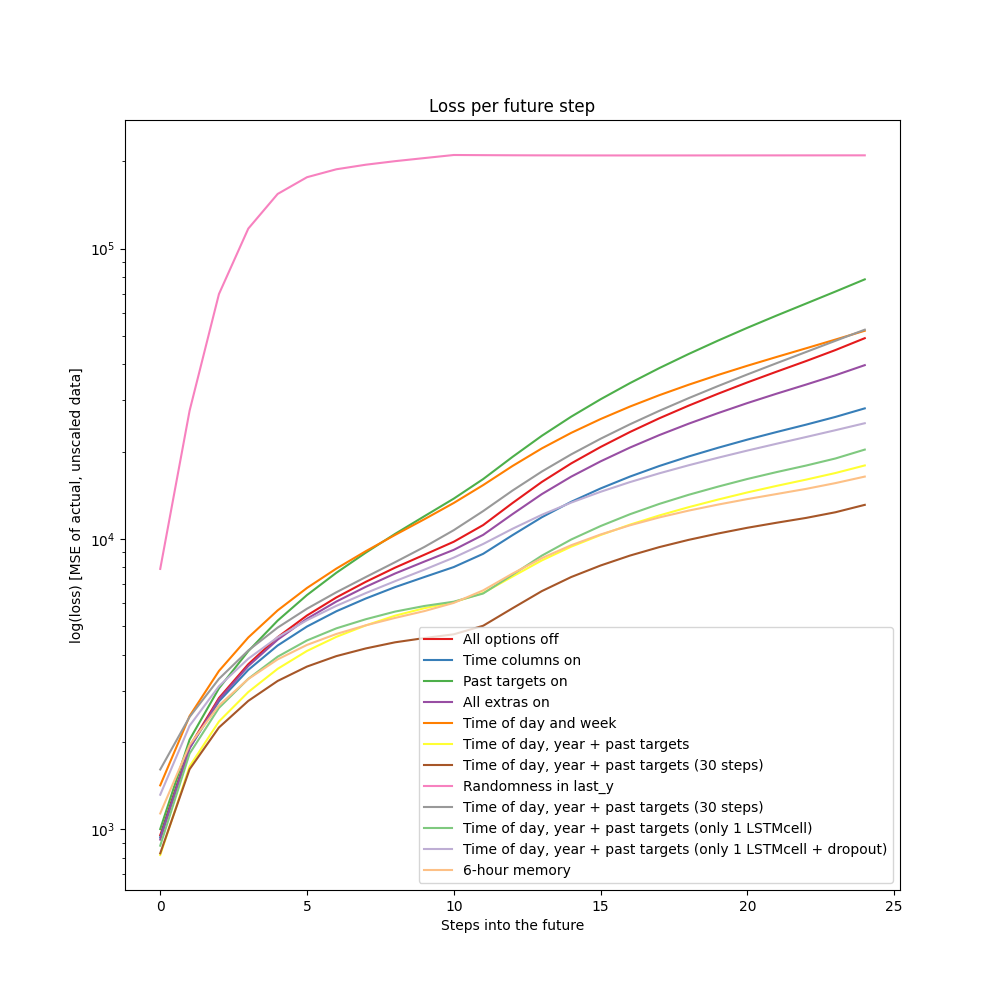 Loss per future step
log(loss) [MSE of actual, unscaled data]
10^5
10^4
10^3
All options off
Time columns on
Past targets on
All extras on
Time of day and week
Time of day, year + past targets
Time of day, year + past targets (30 steps)
Randomness in last_y
Time of day, year + past targets (30 steps)
Time of day, year + past targets (only 1 LSTMcell)
Time of day, year + past targets (only 1 LSTMcell + dropout)
6-hour memory
0 5 10 15 20 25
Steps into the future